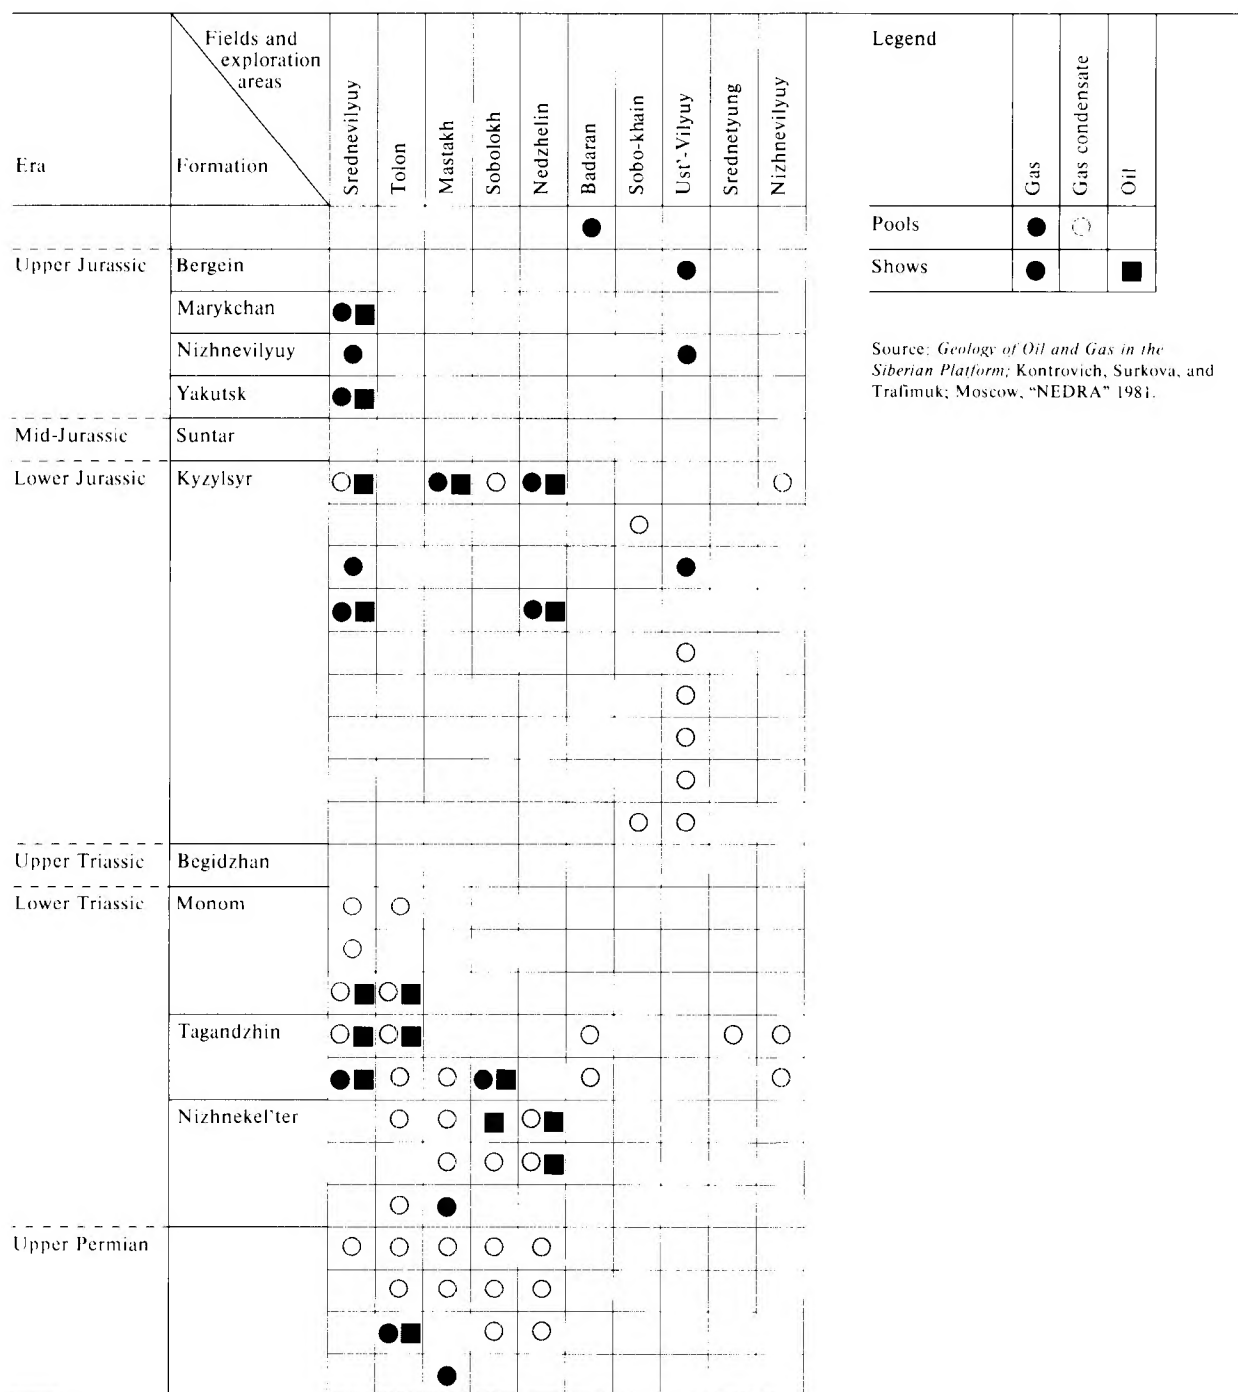 Fields and
exploration
areas
Era
Formation
Srednevilyuy
Tolon
Mastakh
Sobolokh
Nedzhelin
Badaran
Sobo-khain
Ust'-Vilyuy
Srednetyung
Nizhnevilyuy
Upper Jurassic
Bergein
Marykchan
Nizhnevilyuy
Yakutsk
Mid-Jurassic
Suntar
Lower Jurassic
Kyzylsyr
Upper Triassic
Begidzhan
Lower Triassic
Monom
Tagandzhin
Nizhnekel'ter
Upper Permian
Legend
Gas
Gas condensate
Oil
Pools
Shows
Source: Geology of Oil and Gas in the
Siberian Platform; Kontrovich, Surkova, and
Trafimuk; Moscow, "NEDRA" 1981.